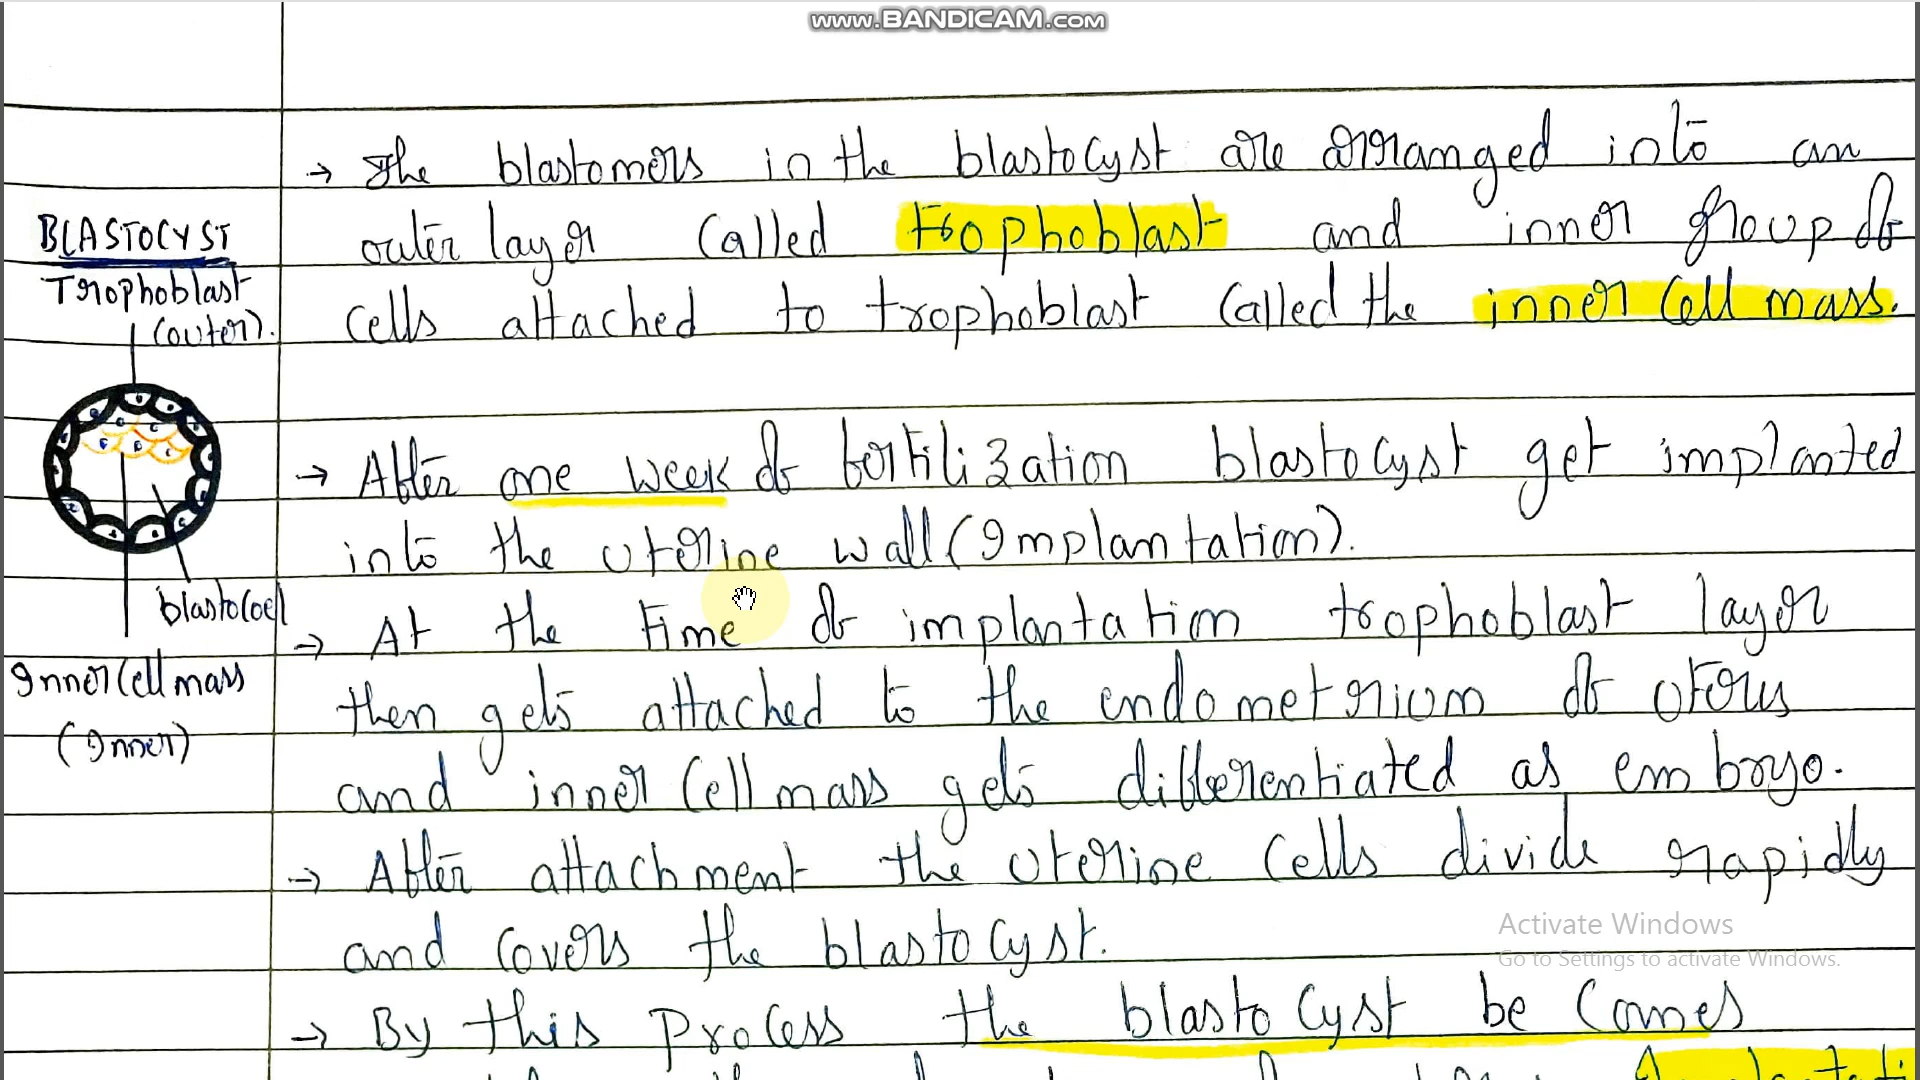 www.BANDICAM.com
→ The blastomers in the blastocyst are arranged into an
outer layer called trophoblast and inner group of
cells attached to trophoblast called the inner cell mass.
BLASTOCYST
Trophoblast
(outer).
blastocoel
Inner cell mass
(Inner)
→ After one week of fertilization blastocyst get implanted
into the uterine wall (Implantation).
→ At the time of implantation trophoblast layer
then gets attached to the endometrium of uterus
and inner cell mass gets differentiated as embryo.
→ After attachment the uterine cells divide rapidly
and covers the blastocyst.
→ By this process the blastocyst becomes
Activate Windows
Go to Settings to activate Windows.